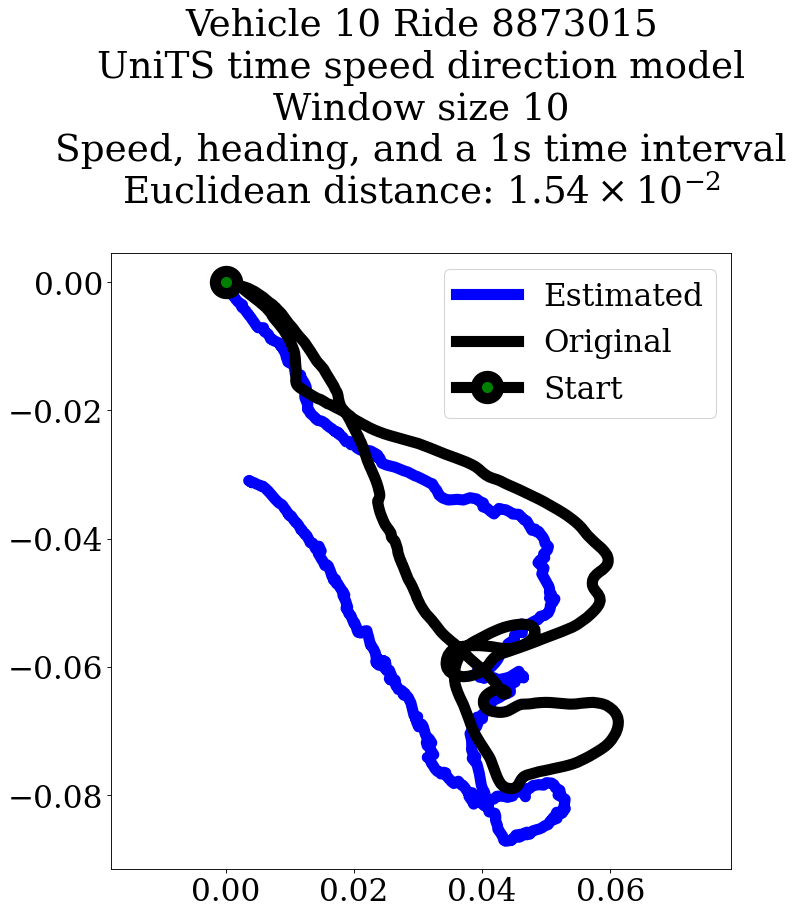 Vehicle 10 Ride 8873015
UniTS time speed direction model
Window size 10
Speed, heading, and a 1s time interval
Euclidean distance: 1.54 × 10⁻²
Estimated
Original
Start
0.00
−0.02
−0.04
−0.06
−0.08
0.00 0.02 0.04 0.06